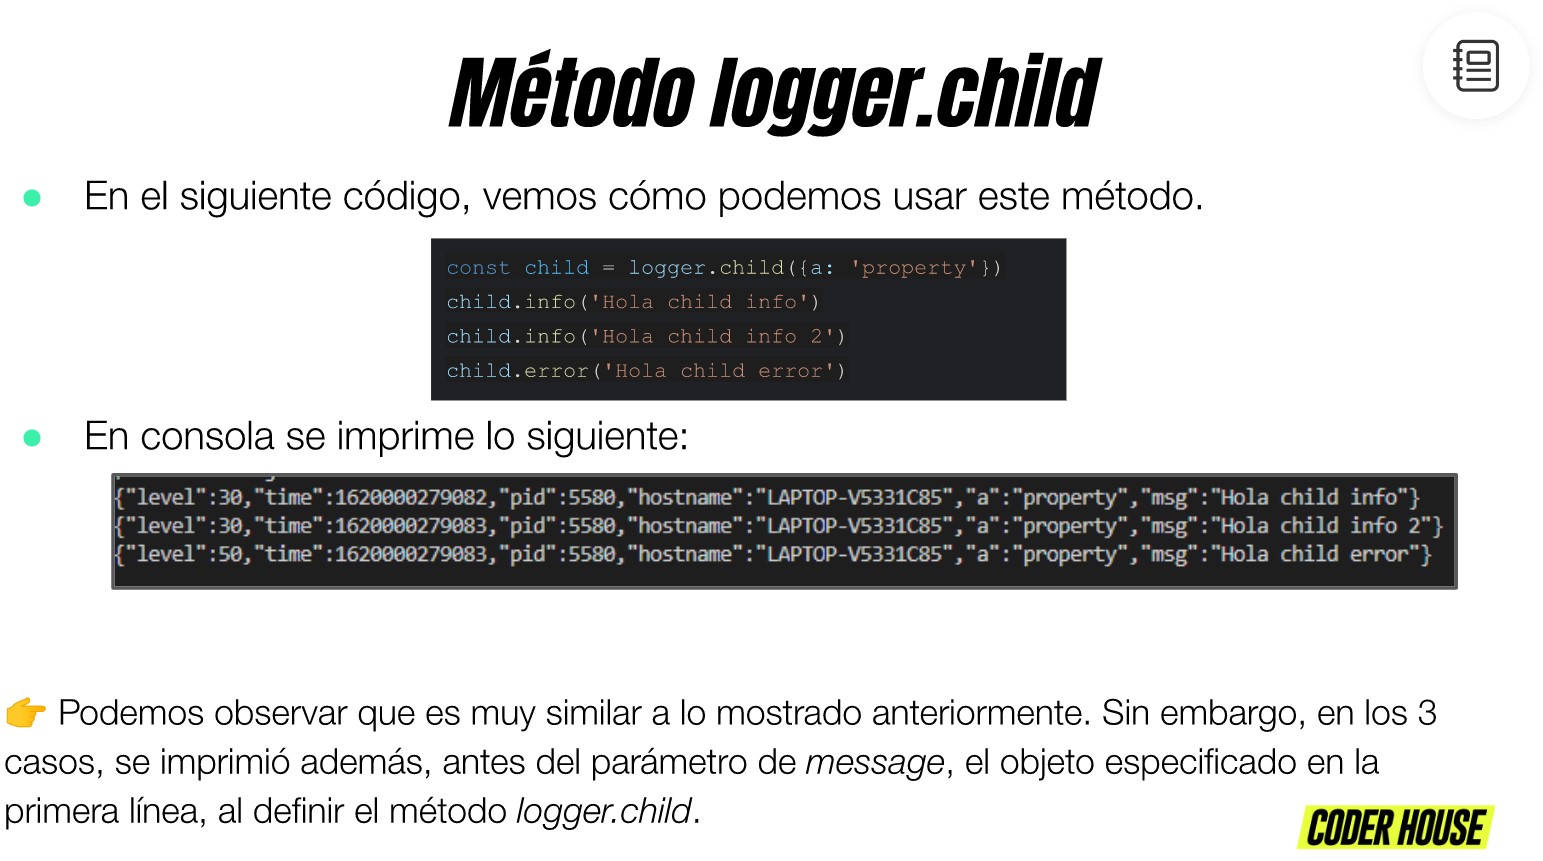 Método logger.child
En el siguiente código, vemos cómo podemos usar este método.
const child = logger.child({a: 'property'})
child.info('Hola child info')
child.info('Hola child info 2')
child.error('Hola child error')
En consola se imprime lo siguiente:
{"level":30,"time":1620000279082,"pid":5580,"hostname":"LAPTOP-V5331C85","a":"property","msg":"Hola child info"}
{"level":30,"time":1620000279083,"pid":5580,"hostname":"LAPTOP-V5331C85","a":"property","msg":"Hola child info 2"}
{"level":50,"time":1620000279083,"pid":5580,"hostname":"LAPTOP-V5331C85","a":"property","msg":"Hola child error"}
👉 Podemos observar que es muy similar a lo mostrado anteriormente. Sin embargo, en los 3
casos, se imprimió además, antes del parámetro de message, el objeto especificado en la
primera línea, al definir el método logger.child.
CODER HOUSE